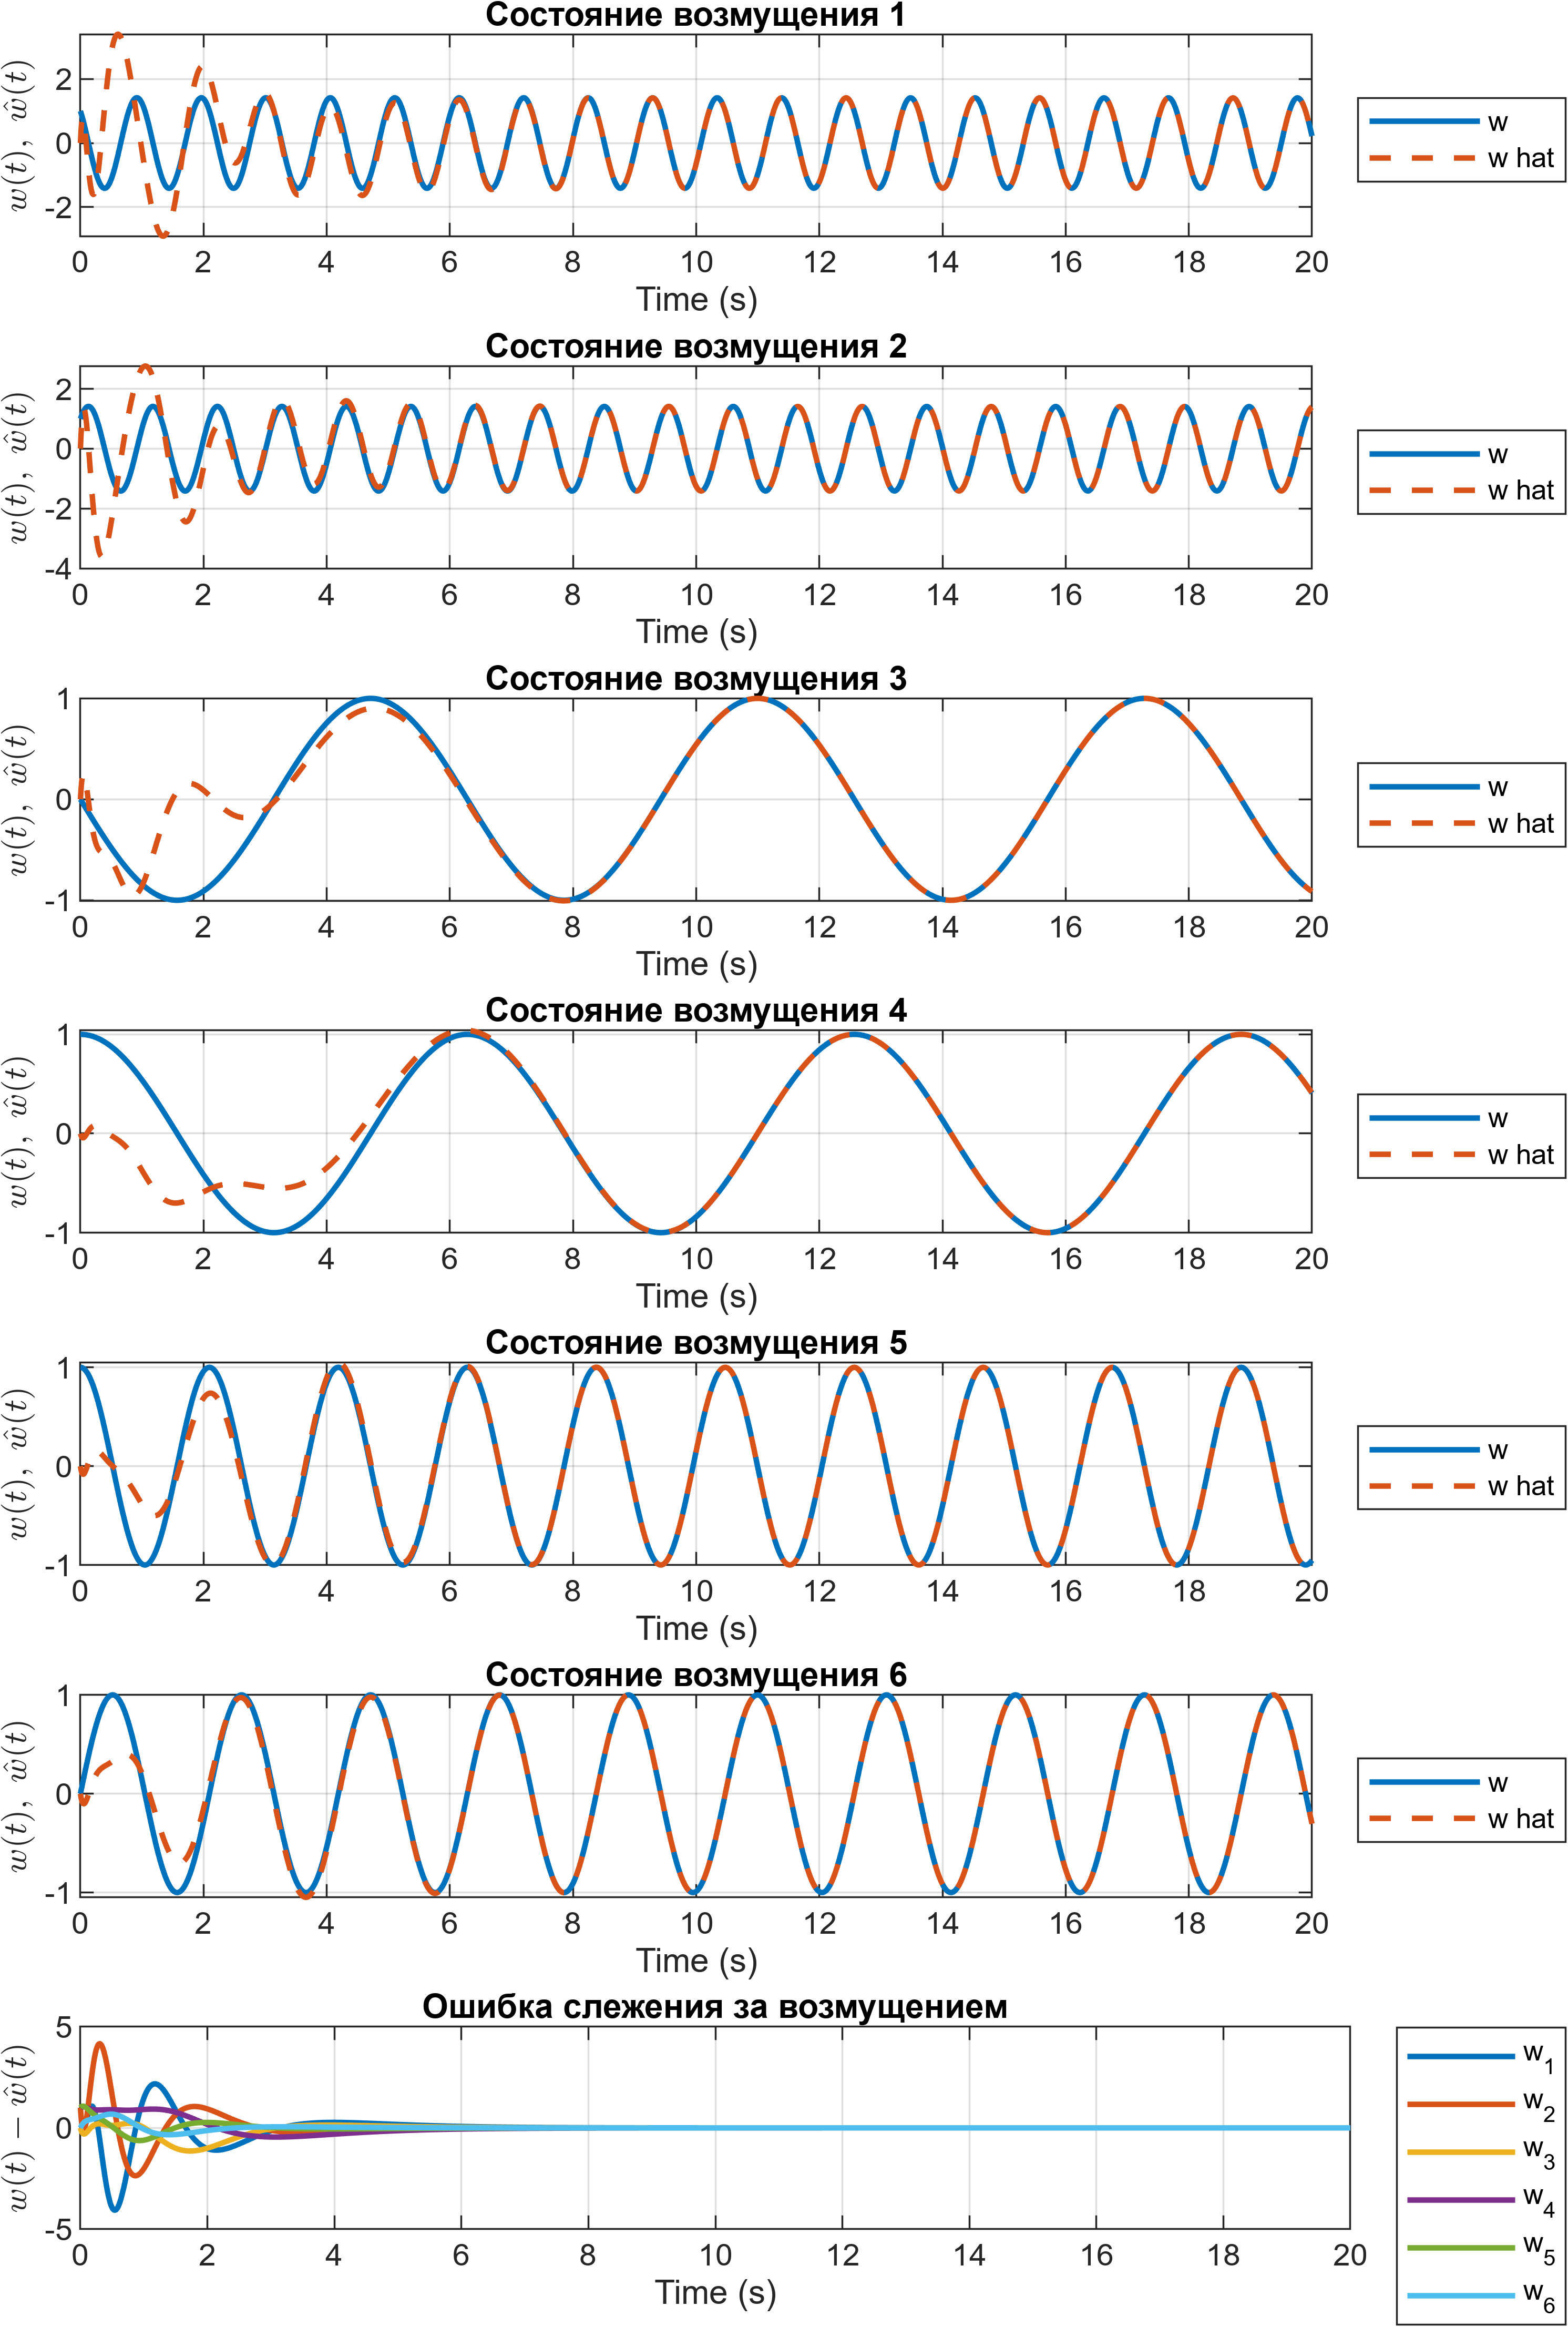 Состояние возмущения 1
w(t), ŵ(t)
2
0
-2
0 2 4 6 8 10 12 14 16 18 20
Time (s)
w
w hat
Состояние возмущения 2
w(t), ŵ(t)
2
0
-2
-4
0 2 4 6 8 10 12 14 16 18 20
Time (s)
w
w hat
Состояние возмущения 3
w(t), ŵ(t)
1
0
-1
0 2 4 6 8 10 12 14 16 18 20
Time (s)
w
w hat
Состояние возмущения 4
w(t), ŵ(t)
1
0
-1
0 2 4 6 8 10 12 14 16 18 20
Time (s)
w
w hat
Состояние возмущения 5
w(t), ŵ(t)
1
0
-1
0 2 4 6 8 10 12 14 16 18 20
Time (s)
w
w hat
Состояние возмущения 6
w(t), ŵ(t)
1
0
-1
0 2 4 6 8 10 12 14 16 18 20
Time (s)
w
w hat
Ошибка слежения за возмущением
w(t) − ŵ(t)
5
0
-5
0 2 4 6 8 10 12 14 16 18 20
Time (s)
w₁
w₂
w₃
w₄
w₅
w₆